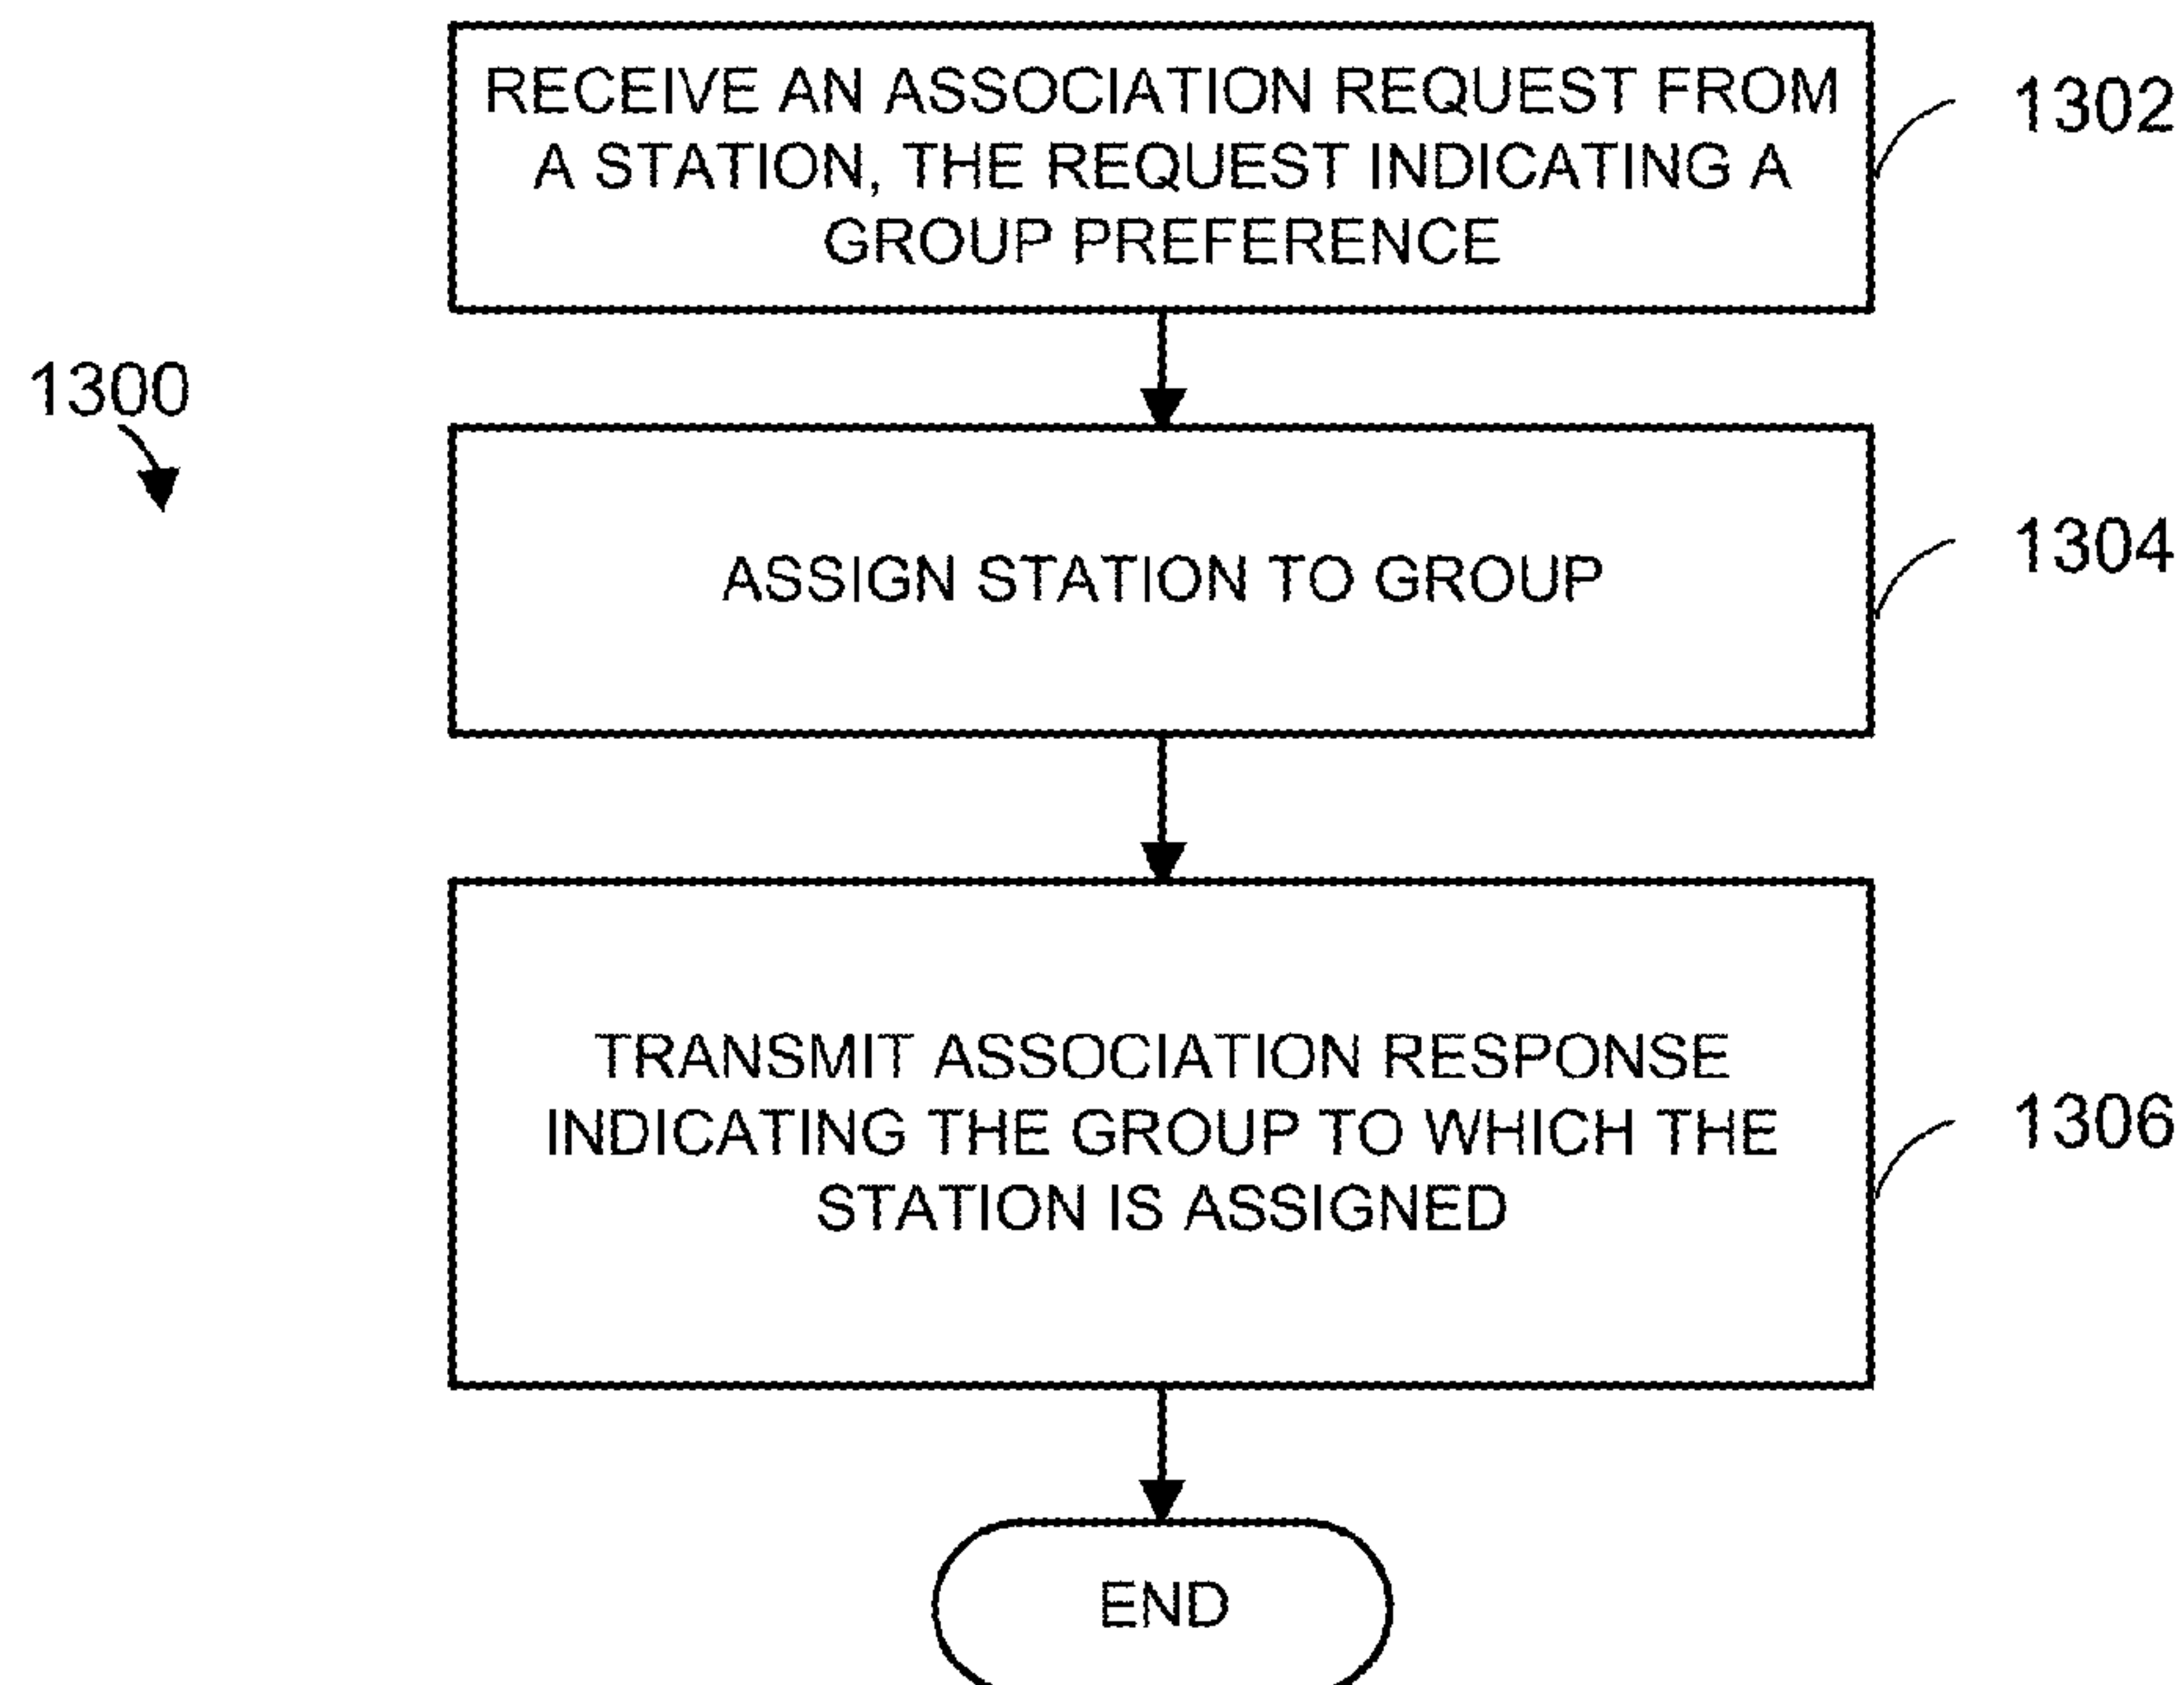 RECEIVE AN ASSOCIATION REQUEST FROM
A STATION, THE REQUEST INDICATING A
GROUP PREFERENCE
1302
1300
ASSIGN STATION TO GROUP
1304
TRANSMIT ASSOCIATION RESPONSE
INDICATING THE GROUP TO WHICH THE
STATION IS ASSIGNED
1306
END